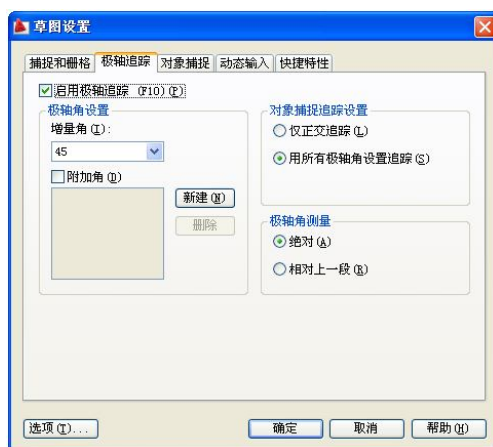 草图设置
捕捉和栅格 极轴追踪 对象捕捉 动态输入 快捷特性
启用极轴追踪 (F10)(P)
极轴角设置
增量角(I):
45
附加角(D)
新建(N)
删除
对象捕捉追踪设置
仅正交追踪(L)
用所有极轴角设置追踪(S)
极轴角测量
绝对(A)
相对上一段(R)
选项(T)...
确定
取消
帮助(H)